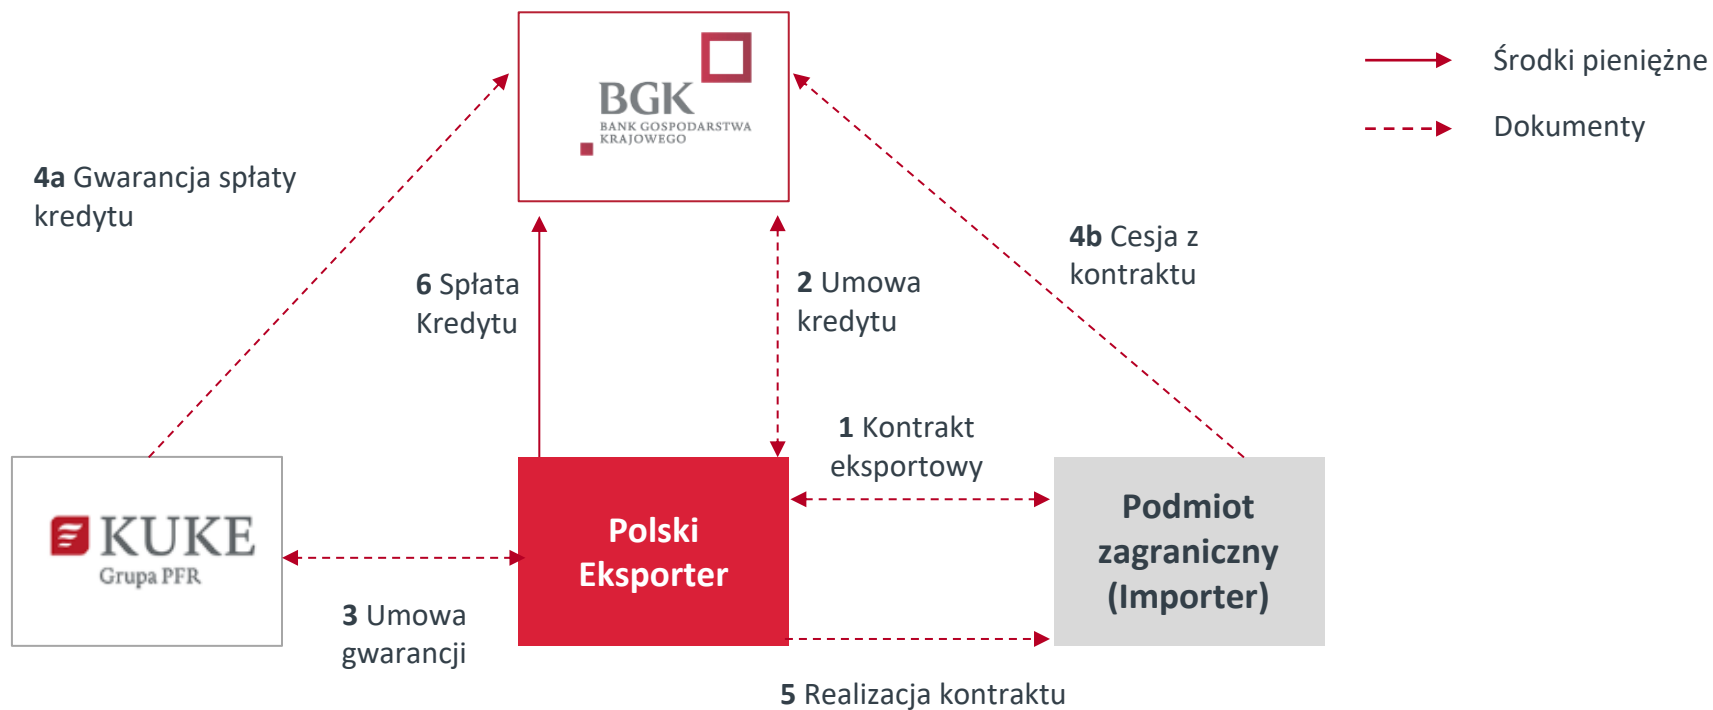 BGK
BANK GOSPODARSTWA
KRAJOWEGO
Środki pieniężne
Dokumenty
4a Gwarancja spłaty
kredytu
4b Cesja z
kontraktu
6 Spłata
Kredytu
2 Umowa
kredytu
1 Kontrakt
eksportowy
KUKE
Grupa PFR
Polski
Eksporter
Podmiot
zagraniczny
(Importer)
3 Umowa
gwarancji
5 Realizacja kontraktu